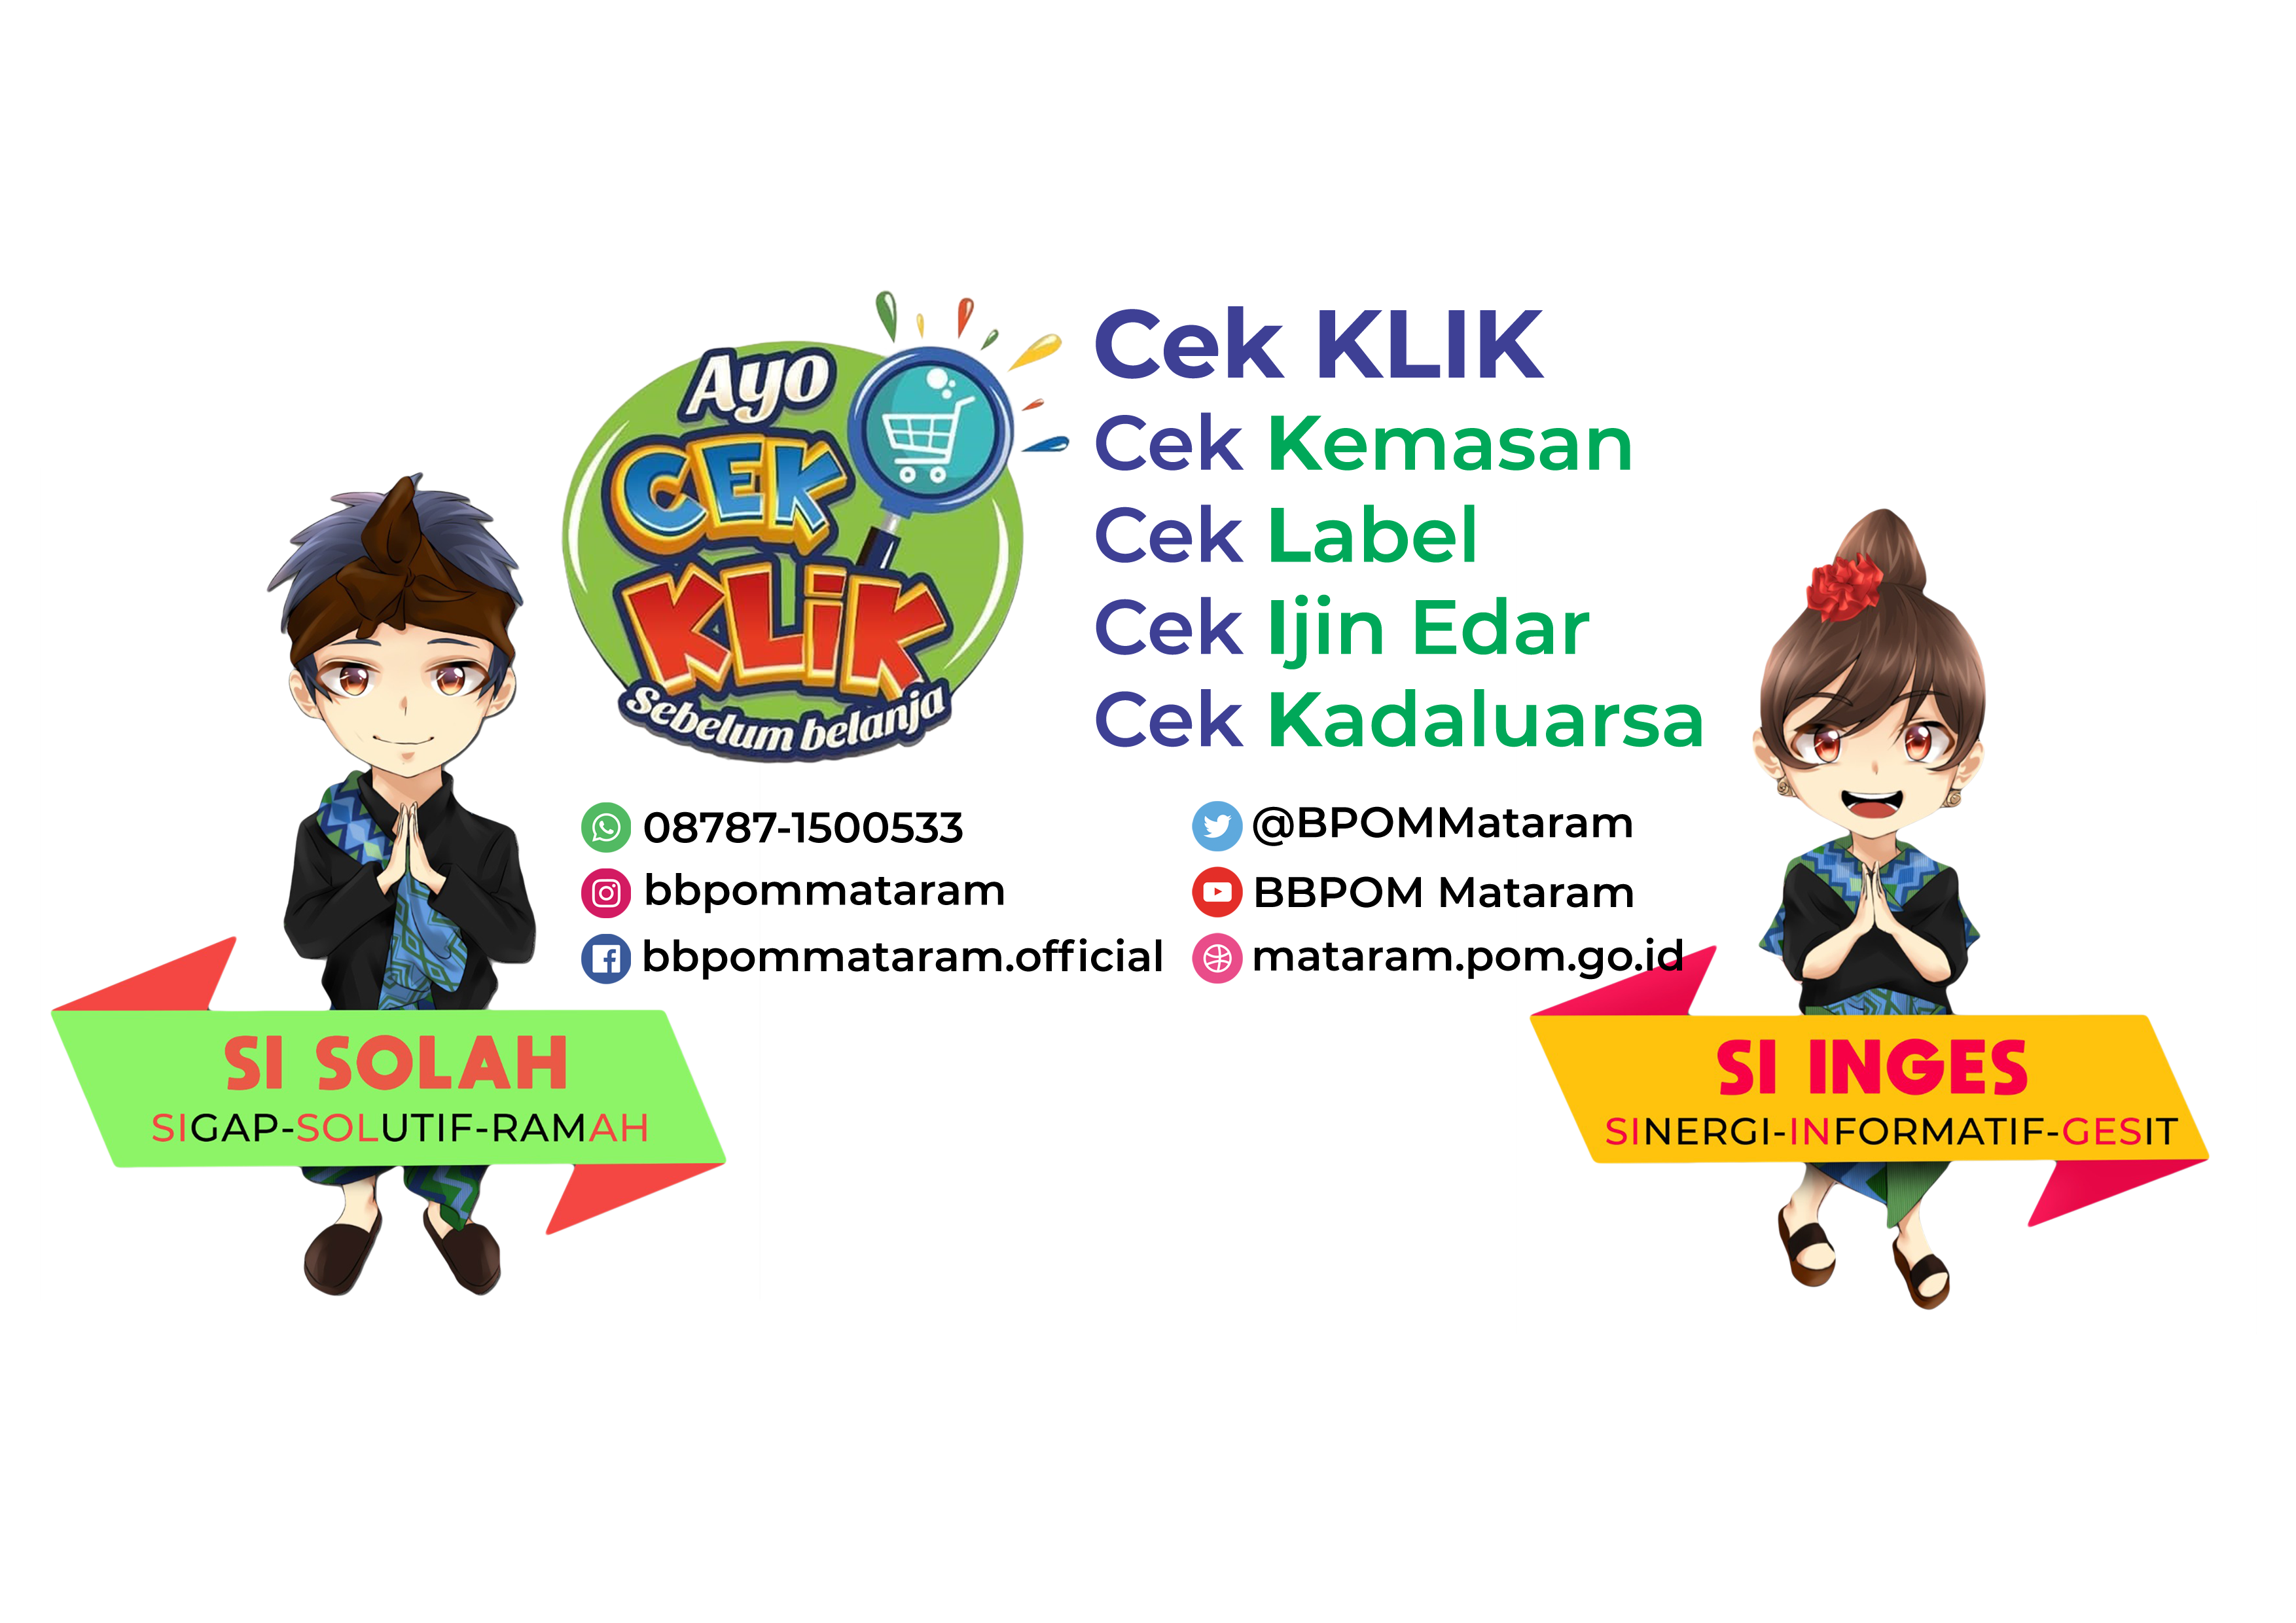 Ayo
CEK
KLiK
Sebelum belanja
Cek KLIK
Cek Kemasan
Cek Label
Cek Ijin Edar
Cek Kadaluarsa
08787-1500533
bbpommataram
bbpommataram.official
@BPOMMataram
BBPOM Mataram
mataram.pom.go.id
SI SOLAH
SIGAP-SOLUTIF-RAMAH
SI INGES
SINERGI-INFORMATIF-GESIT